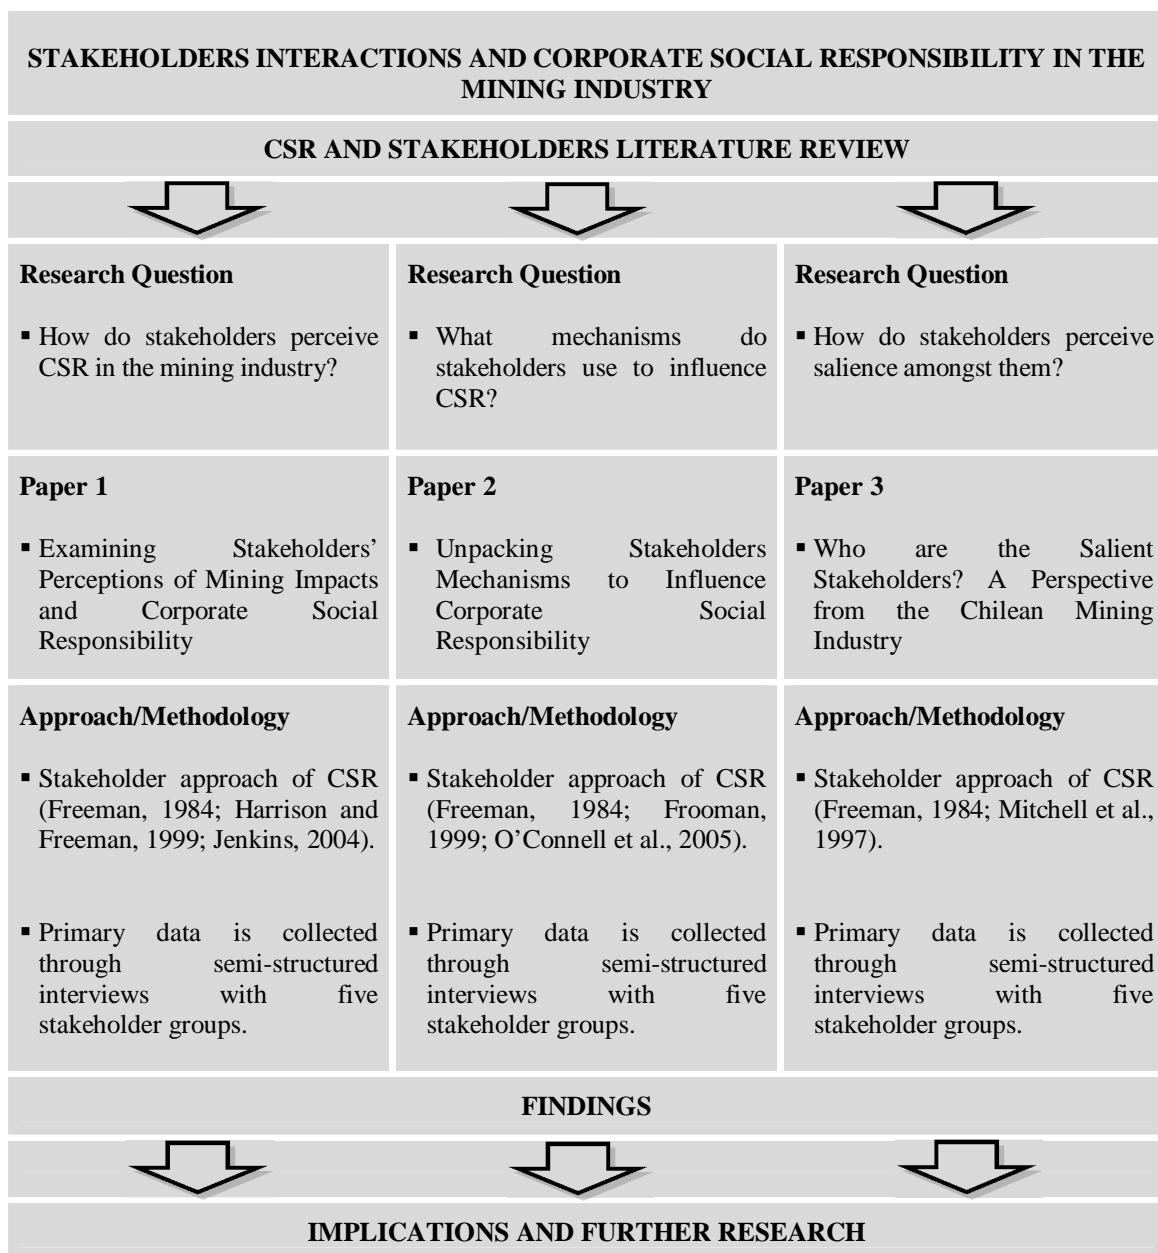 STAKEHOLDERS INTERACTIONS AND CORPORATE SOCIAL RESPONSIBILITY IN THE
MINING INDUSTRY
CSR AND STAKEHOLDERS LITERATURE REVIEW
Research Question
▪ How do stakeholders perceive
CSR in the mining industry?
Research Question
▪ What mechanisms do
stakeholders use to influence
CSR?
Research Question
▪ How do stakeholders perceive
salience amongst them?
Paper 1
▪ Examining Stakeholders’
Perceptions of Mining Impacts
and Corporate Social
Responsibility
Paper 2
▪ Unpacking Stakeholders
Mechanisms to Influence
Corporate Social
Responsibility
Paper 3
▪ Who are the Salient
Stakeholders? A Perspective
from the Chilean Mining
Industry
Approach/Methodology
▪ Stakeholder approach of CSR
(Freeman, 1984; Harrison and
Freeman, 1999; Jenkins, 2004).
▪ Primary data is collected
through semi-structured
interviews with five
stakeholder groups.
Approach/Methodology
▪ Stakeholder approach of CSR
(Freeman, 1984; Frooman,
1999; O’Connell et al., 2005).
▪ Primary data is collected
through semi-structured
interviews with five
stakeholder groups.
Approach/Methodology
▪ Stakeholder approach of CSR
(Freeman, 1984; Mitchell et al.,
1997).
▪ Primary data is collected
through semi-structured
interviews with five
stakeholder groups.
FINDINGS
IMPLICATIONS AND FURTHER RESEARCH